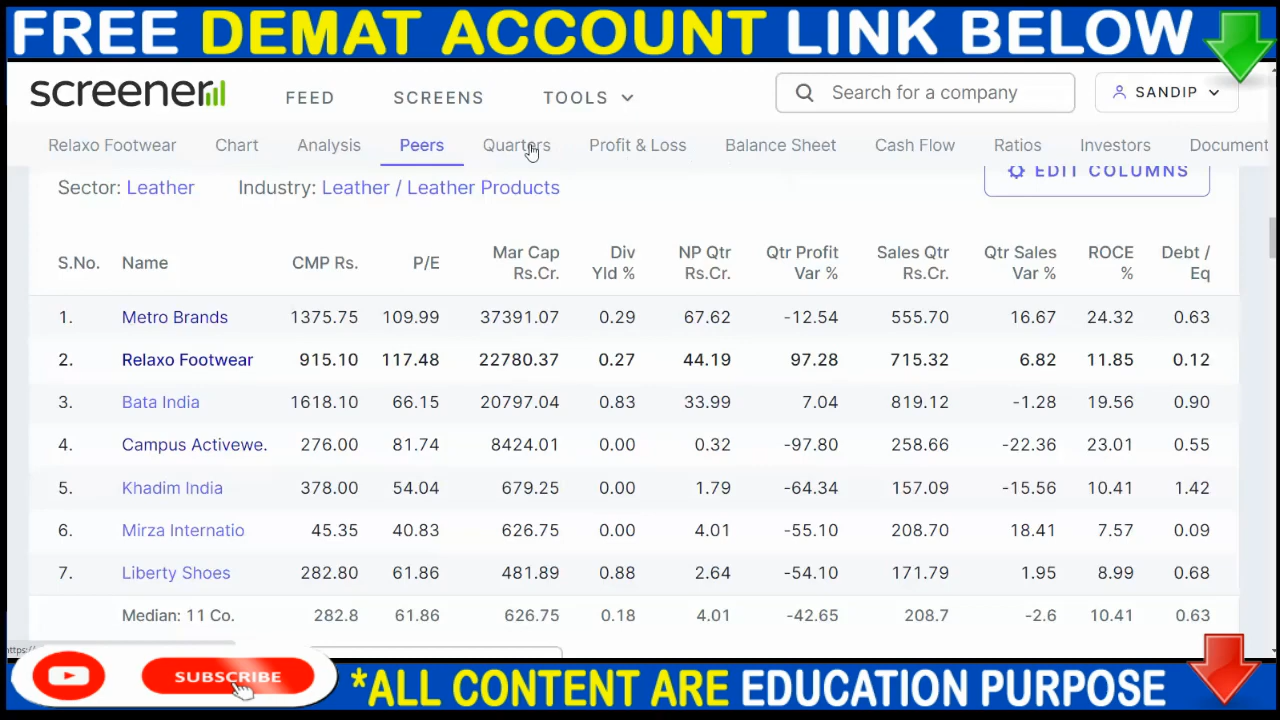 FREE DEMAT ACCOUNT LINK BELOW
screener
FEED SCREENS TOOLS
Search for a company
SANDIP
Relaxo Footwear Chart Analysis Peers Quarters Profit & Loss Balance Sheet Cash Flow Ratios Investors Document
Sector: Leather Industry: Leather / Leather Products
EDIT COLUMNS
S.No. Name CMP Rs. P/E Mar Cap Rs.Cr. Div Yld % NP Qtr Rs.Cr. Qtr Profit Var % Sales Qtr Rs.Cr. Qtr Sales Var % ROCE % Debt / Eq
1. Metro Brands 1375.75 109.99 37391.07 0.29 67.62 -12.54 555.70 16.67 24.32 0.63
2. Relaxo Footwear 915.10 117.48 22780.37 0.27 44.19 97.28 715.32 6.82 11.85 0.12
3. Bata India 1618.10 66.15 20797.04 0.83 33.99 7.04 819.12 -1.28 19.56 0.90
4. Campus Activewe. 276.00 81.74 8424.01 0.00 0.32 -97.80 258.66 -22.36 23.01 0.55
5. Khadim India 378.00 54.04 679.25 0.00 1.79 -64.34 157.09 -15.56 10.41 1.42
6. Mirza Internatio 45.35 40.83 626.75 0.00 4.01 -55.10 208.70 18.41 7.57 0.09
7. Liberty Shoes 282.80 61.86 481.89 0.88 2.64 -54.10 171.79 1.95 8.99 0.68
Median: 11 Co. 282.8 61.86 626.75 0.18 4.01 -42.65 208.7 -2.6 10.41 0.63
SUBSCRIBE
*ALL CONTENT ARE EDUCATION PURPOSE